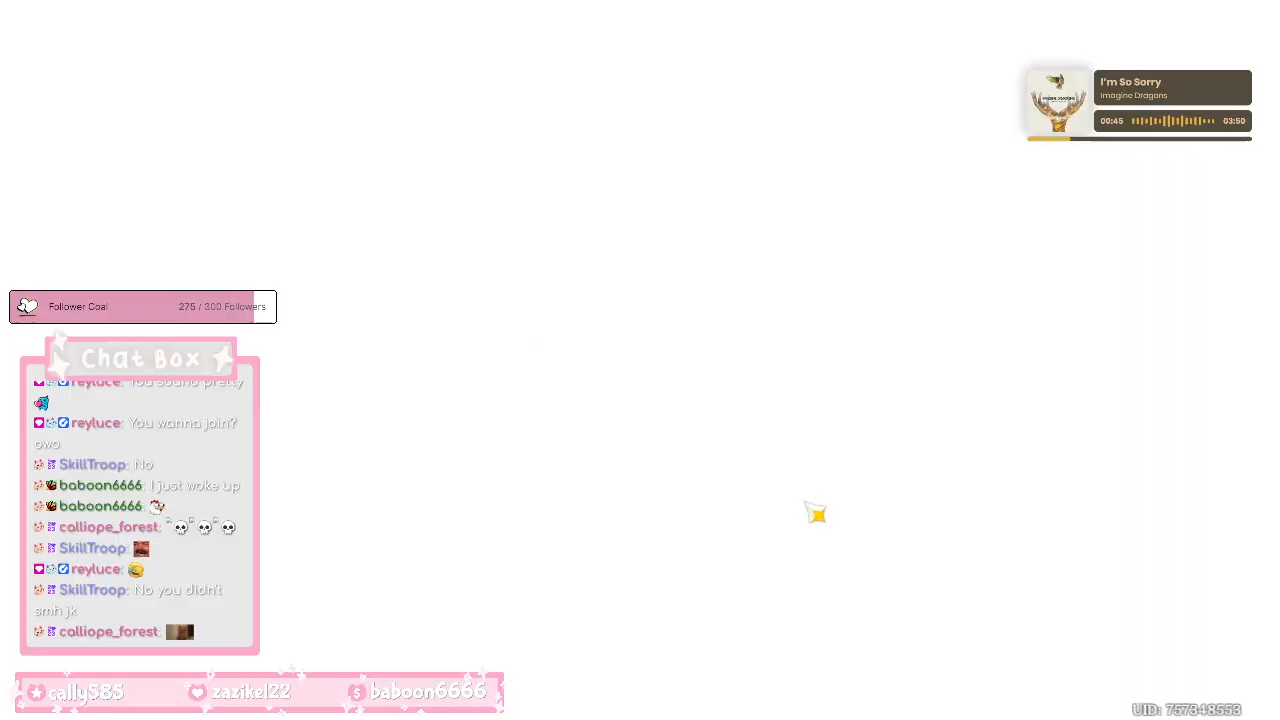 I'm So Sorry
Imagine Dragons
00:45 03:50
Follower Goal 275 / 300 Followers
Chat Box
reyluce: You sound pretty
reyluce: You wanna join?
owo
SkillTroop: No
baboon6666: I just woke up
baboon6666:
calliope_forest:
SkillTroop:
reyluce:
SkillTroop: No you didn't
smh jk
calliope_forest:
cally585 zazikel22 baboon6666
UID: 757348553